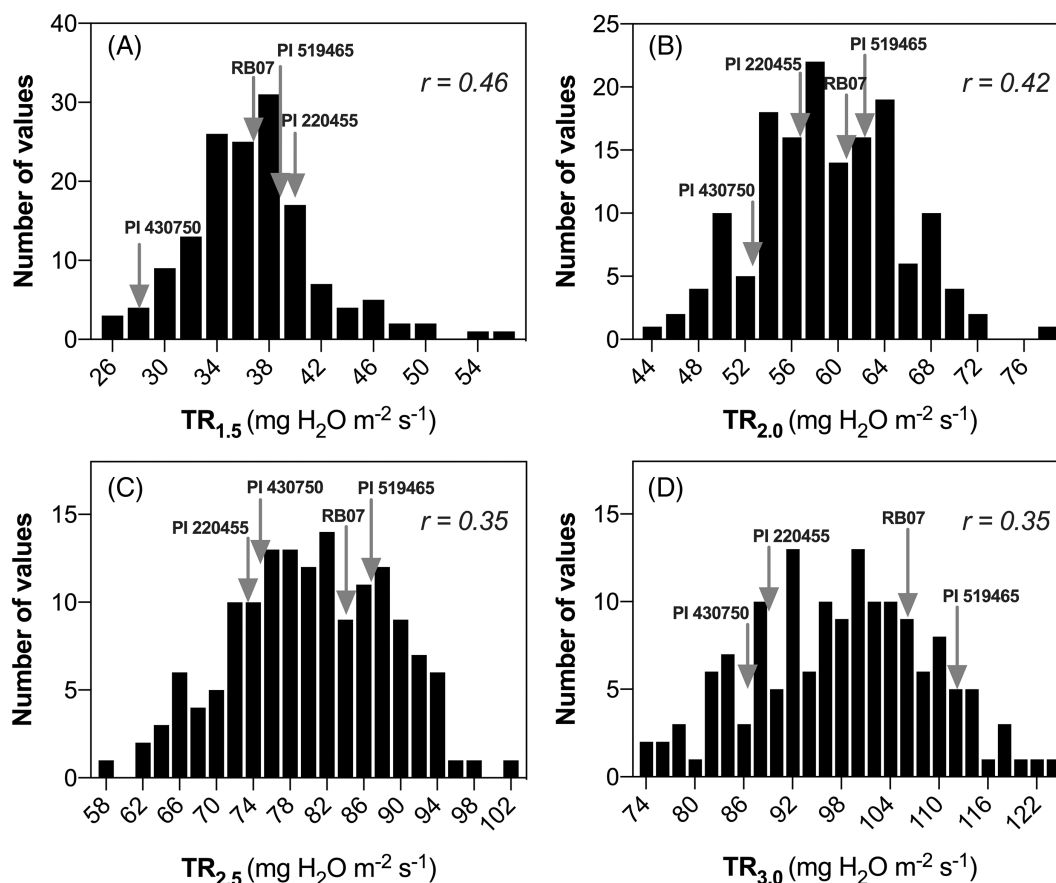 (A)
PI 519465
RB07
r = 0.46
PI 220455
PI 430750
Number of values
40
30
20
10
0
26 30 34 38 42 46 50 54
TR1.5 (mg H2O m-2 s-1)
(B)
PI 519465
PI 220455
RB07
r = 0.42
PI 430750
Number of values
25
20
15
10
5
0
44 48 52 56 60 64 68 72 76
TR2.0 (mg H2O m-2 s-1)
(C)
PI 430750
PI 519465
RB07
PI 220455
r = 0.35
Number of values
15
10
5
0
58 62 66 70 74 78 82 86 90 94 98 102
TR2.5 (mg H2O m-2 s-1)
(D)
RB07
r = 0.35
PI 220455
PI 519465
PI 430750
Number of values
15
10
5
0
74 80 86 92 98 104 110 116 122
TR3.0 (mg H2O m-2 s-1)